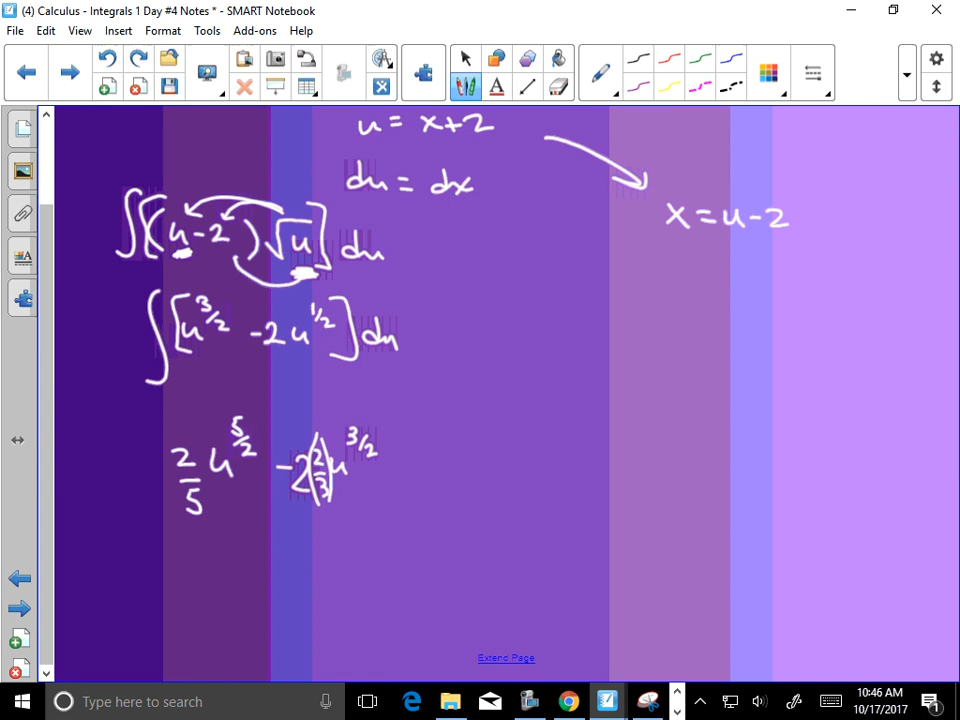 (4) Calculus - Integrals 1 Day #4 Notes * - SMART Notebook
File Edit View Insert Format Tools Add-ons Help
u = x+2
du = dx
x = u - 2
∫[(u-2)√u] du
∫[u^3/2 - 2u^1/2] du
2/5 u^5/2 - 2(2/3)u^3/2
Extend Page
Type here to search
10:46 AM
10/17/2017
1